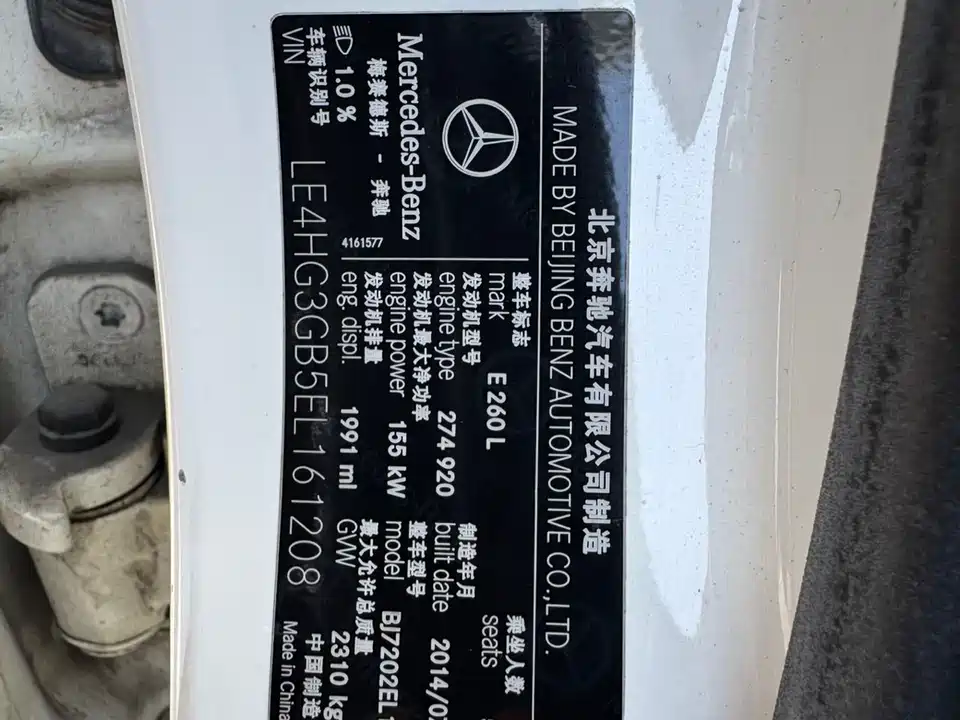 北京奔驰汽车有限公司制造
MADE BY BEIJING BENZ AUTOMOTIVE CO.,LTD.
Mercedes-Benz
梅赛德斯 - 奔驰
1.0 %
4161577
整车标志
mark E 260 L
乘坐人数
seats
发动机型号
engine type 274 920
制造年月
built date 2014/07
发动机最大净功率
engine power 155 kW
整车型号
model BJ7202EL1
发动机排量
eng. displ. 1991 ml
最大允许总质量
GVW 2310 kg
车辆识别号
VIN LE4HG3GB5EL161208
中国制造
Made in China